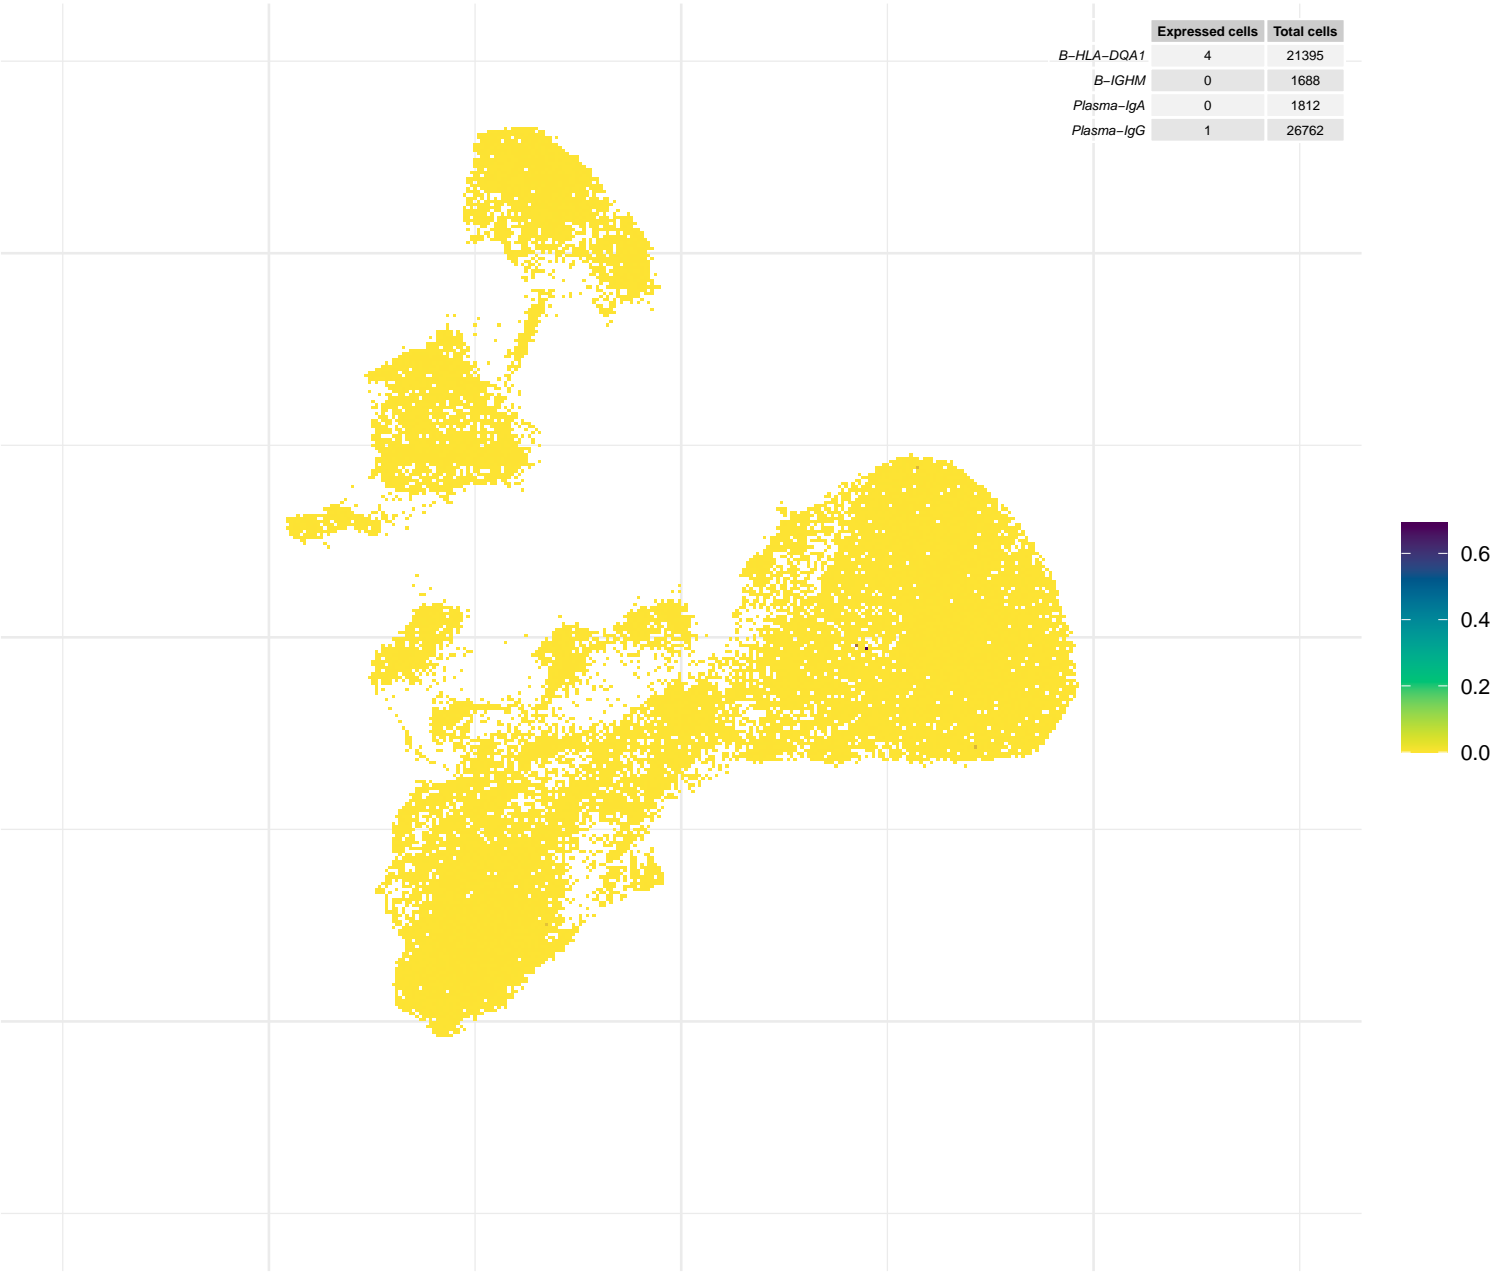 Expressed cells Total cells
B−HLA−DQA1 4 21395
B−IGHM 0 1688
Plasma−IgA 0 1812
Plasma−IgG 1 26762
0.6
0.4
0.2
0.0